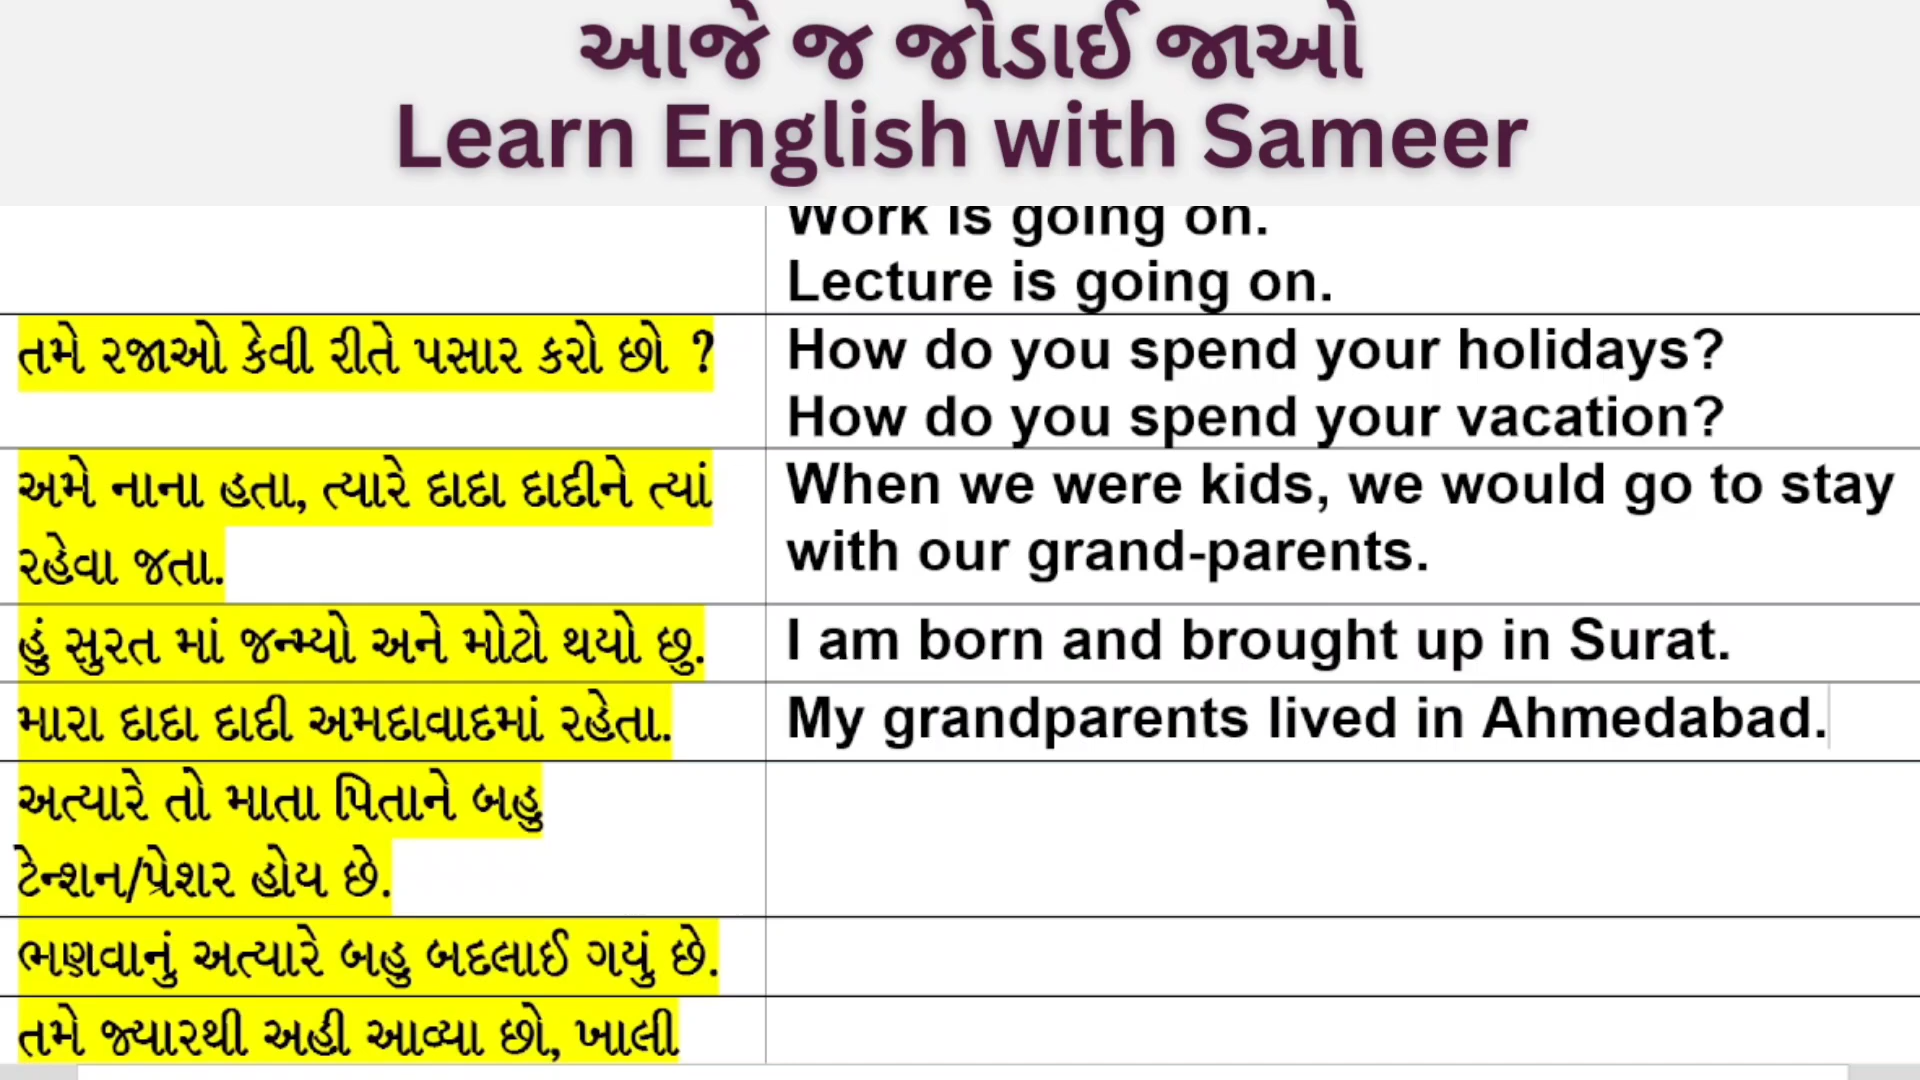 આજે જ જોડાઈ જાઓ
Learn English with Sameer
Work is going on.
Lecture is going on.
તમે રજાઓ કેવી રીતે પસાર કરો છો ?
How do you spend your holidays?
How do you spend your vacation?
અમે નાના હતા, ત્યારે દાદા દાદીને ત્યાં
રહેવા જતા.
When we were kids, we would go to stay
with our grand-parents.
હું સુરત માં જન્મ્યો અને મોટો થયો છુ.
I am born and brought up in Surat.
મારા દાદા દાદી અમદાવાદમાં રહેતા.
My grandparents lived in Ahmedabad.
અત્યારે તો માતા પિતાને બહુ
ટેન્શન/પ્રેશર હોય છે.
ભણવાનું અત્યારે બહુ બદલાઈ ગયું છે.
તમે જ્યારથી અહી આવ્યા છો, ખાલી